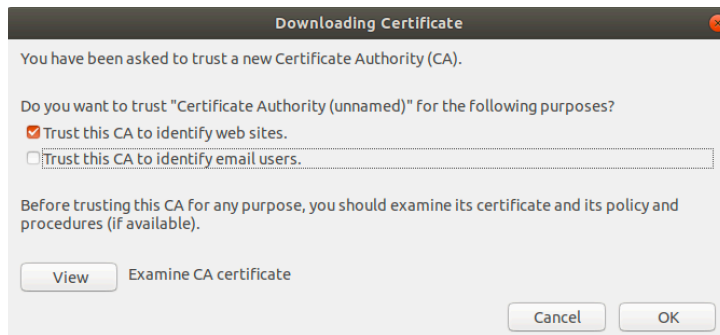 Downloading Certificate
You have been asked to trust a new Certificate Authority (CA).
Do you want to trust "Certificate Authority (unnamed)" for the following purposes?
Trust this CA to identify web sites.
Trust this CA to identify email users.
Before trusting this CA for any purpose, you should examine its certificate and its policy and
procedures (if available).
View Examine CA certificate
Cancel OK